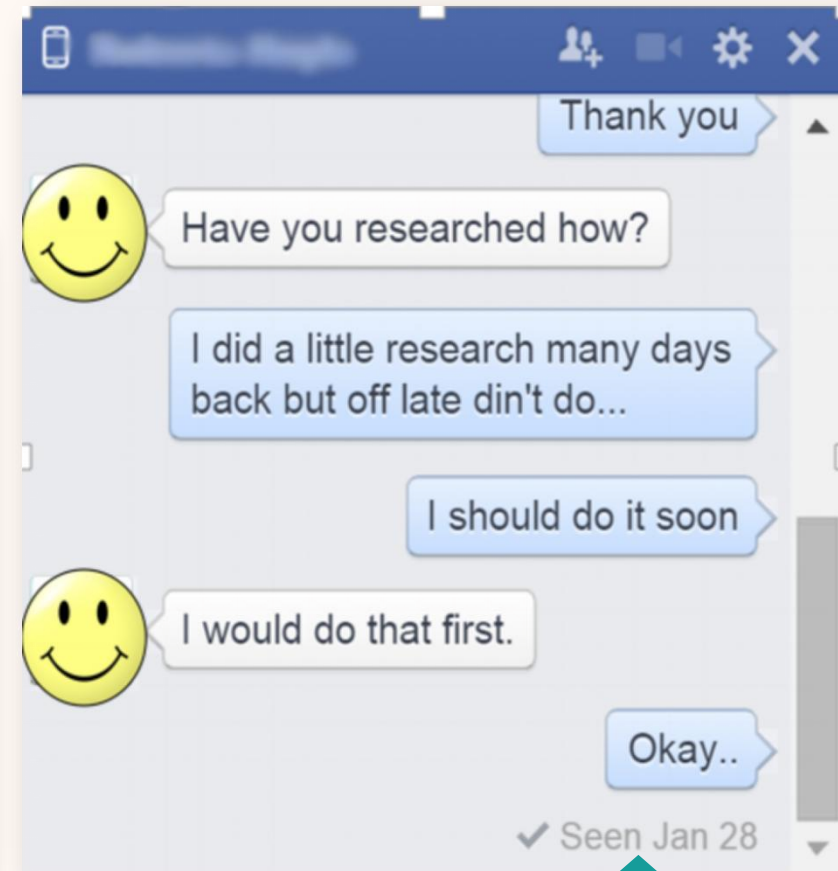 Thank you
Have you researched how?
I did a little research many days
back but off late din't do...
I should do it soon
I would do that first.
Okay..
Seen Jan 28